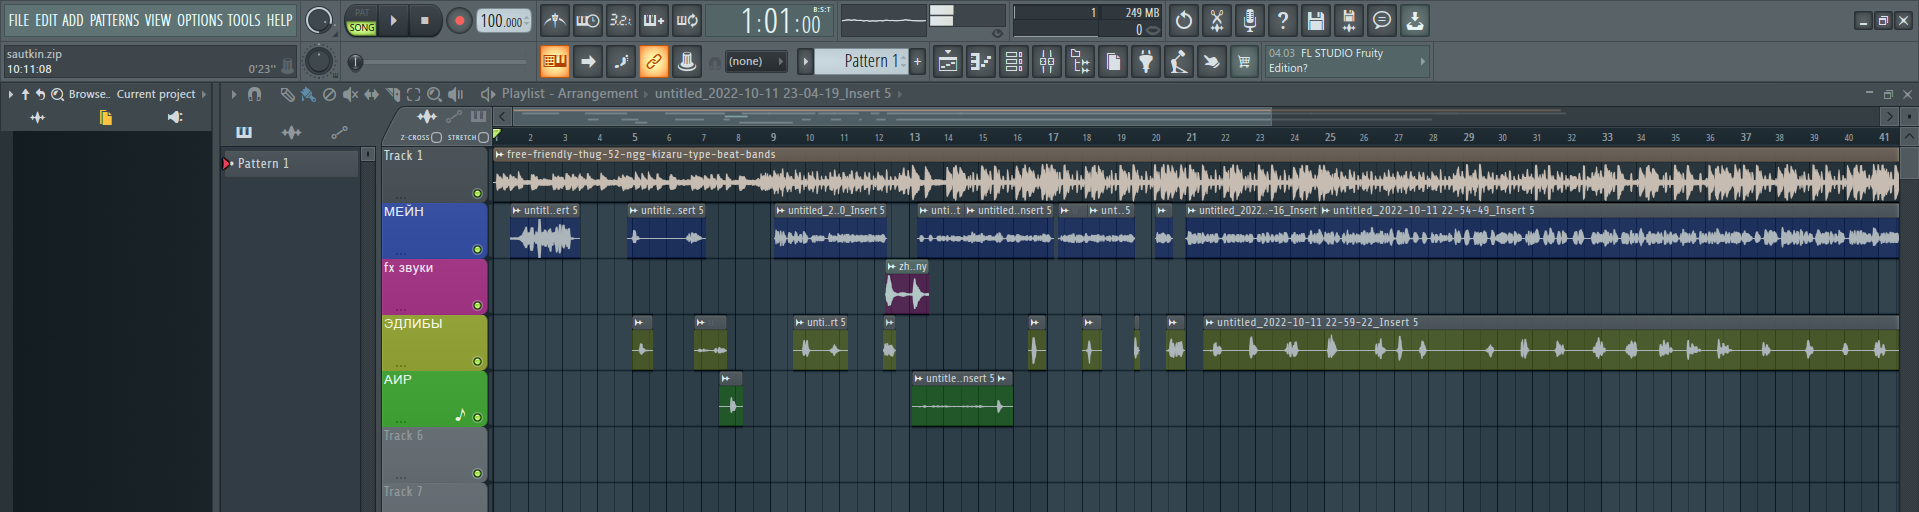 FILE EDIT ADD PATTERNS VIEW OPTIONS TOOLS HELP
PAT
SONG
100.000
3.2..
1:01:00
B:S:T
1
249 MB
0
sautkin.zip
10:11:08
0'23"
(none)
Pattern 1
+
04.03 FL STUDIO Fruity
Edition?
Browse.. Current project
Playlist - Arrangement
untitled_2022-10-11 23-04-19_Insert 5
Z-CROSS
STRETCH
2 3 4 5 6 7 8 9 10 11 12 13 14 15 16 17 18 19 20 21 22 23 24 25 26 27 28 29 30 31 32 33 34 35 36 37 38 39 40 41
Pattern 1
Track 1
free-friendly-thug-52-ngg-kizaru-type-beat-bands
МЕЙН
untitl..ert 5
untitle..sert 5
untitled_2..0_Insert 5
unti..t
untitled..nsert 5
unt..5
untitled_2022..-16_Insert
untitled_2022-10-11 22-54-49_Insert 5
fx звуки
zh..ny
ЭДЛИБЫ
unti..rt 5
untitled_2022-10-11 22-59-22_Insert 5
АИР
untitle..nsert 5
Track 6
Track 7